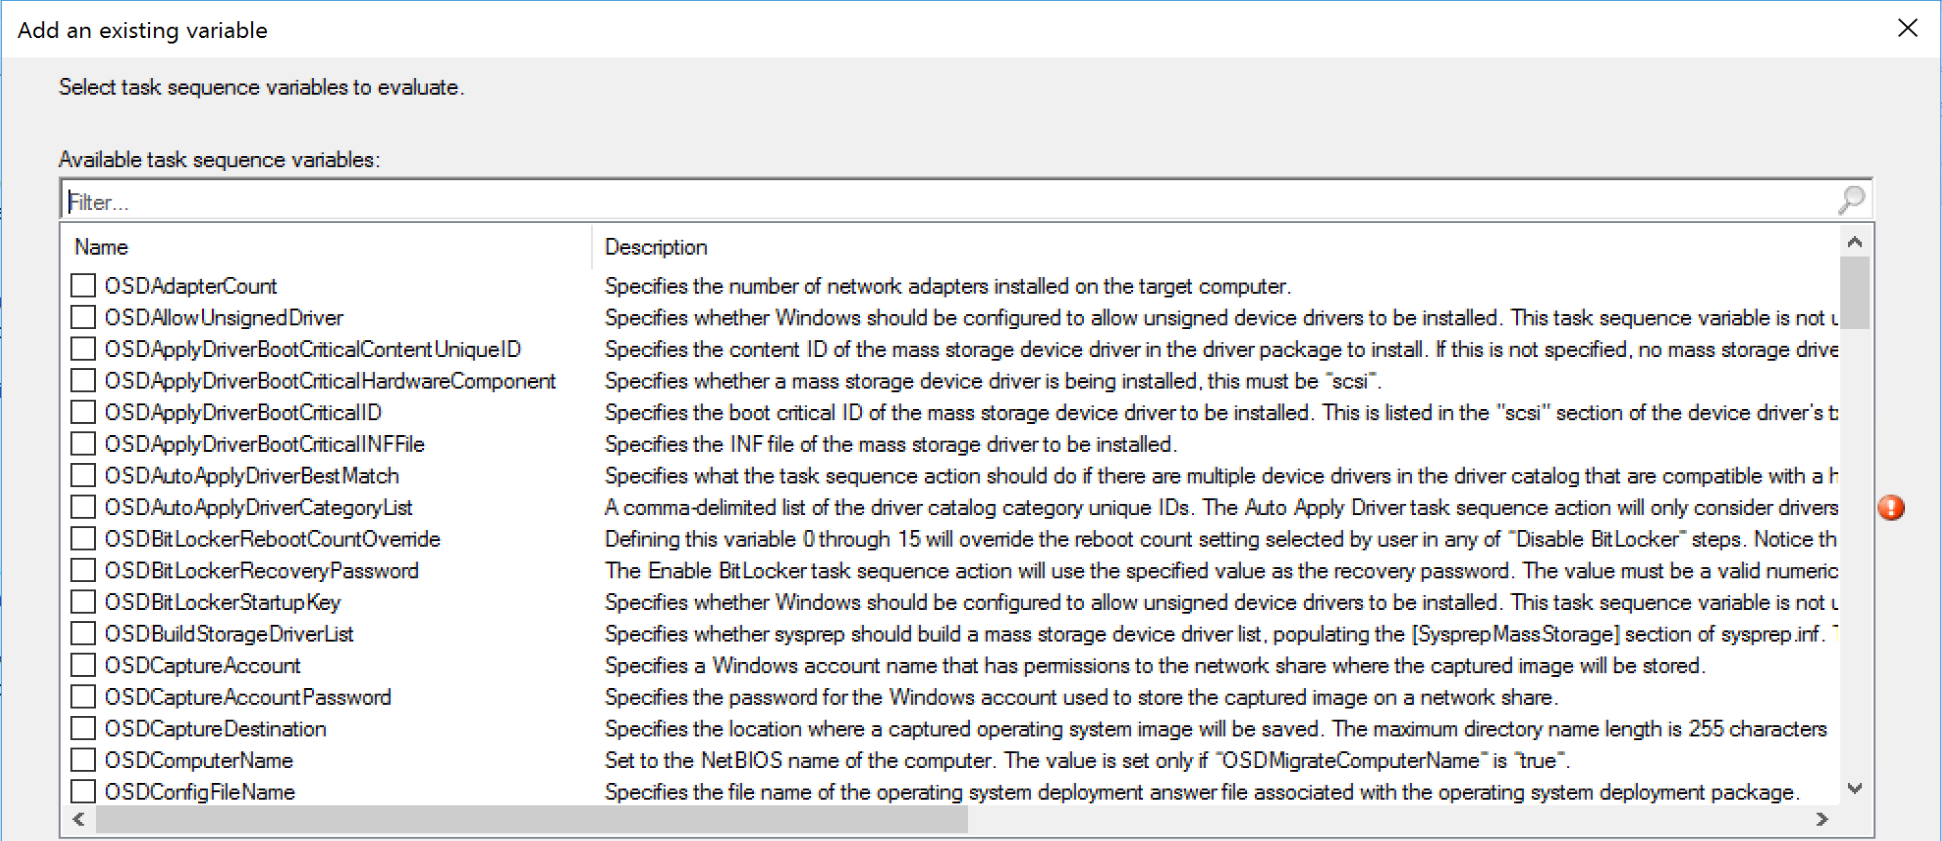 Add an existing variable
Select task sequence variables to evaluate.
Available task sequence variables:
Filter...
Name Description
OSDAdapterCount Specifies the number of network adapters installed on the target computer.
OSDAllowUnsignedDriver Specifies whether Windows should be configured to allow unsigned device drivers to be installed. This task sequence variable is not
OSDApplyDriverBootCriticalContentUniqueID Specifies the content ID of the mass storage device driver in the driver package to install. If this is not specified, no mass storage drive
OSDApplyDriverBootCriticalHardwareComponent Specifies whether a mass storage device driver is being installed, this must be "scsi".
OSDApplyDriverBootCriticalID Specifies the boot critical ID of the mass storage device driver to be installed. This is listed in the "scsi" section of the device driver's
OSDApplyDriverBootCriticalINFFile Specifies the INF file of the mass storage driver to be installed.
OSDAutoApplyDriverBestMatch Specifies what the task sequence action should do if there are multiple device drivers in the driver catalog that are compatible with a
OSDAutoApplyDriverCategoryList A comma-delimited list of the driver catalog category unique IDs. The Auto Apply Driver task sequence action will only consider drivers
OSDBitLockerRebootCountOverride Defining this variable 0 through 15 will override the reboot count setting selected by user in any of "Disable BitLocker" steps. Notice th
OSDBitLockerRecoveryPassword The Enable BitLocker task sequence action will use the specified value as the recovery password. The value must be a valid numeric
OSDBitLockerStartupKey Specifies whether Windows should be configured to allow unsigned device drivers to be installed. This task sequence variable is not
OSDBuildStorageDriverList Specifies whether sysprep should build a mass storage device driver list, populating the [SysprepMassStorage] section of sysprep.inf.
OSDCaptureAccount Specifies a Windows account name that has permissions to the network share where the captured image will be stored.
OSDCaptureAccountPassword Specifies the password for the Windows account used to store the captured image on a network share.
OSDCaptureDestination Specifies the location where a captured operating system image will be saved. The maximum directory name length is 255 characters
OSDComputerName Set to the NetBIOS name of the computer. The value is set only if "OSDMigrateComputerName" is "true".
OSDConfigFileName Specifies the file name of the operating system deployment answer file associated with the operating system deployment package.